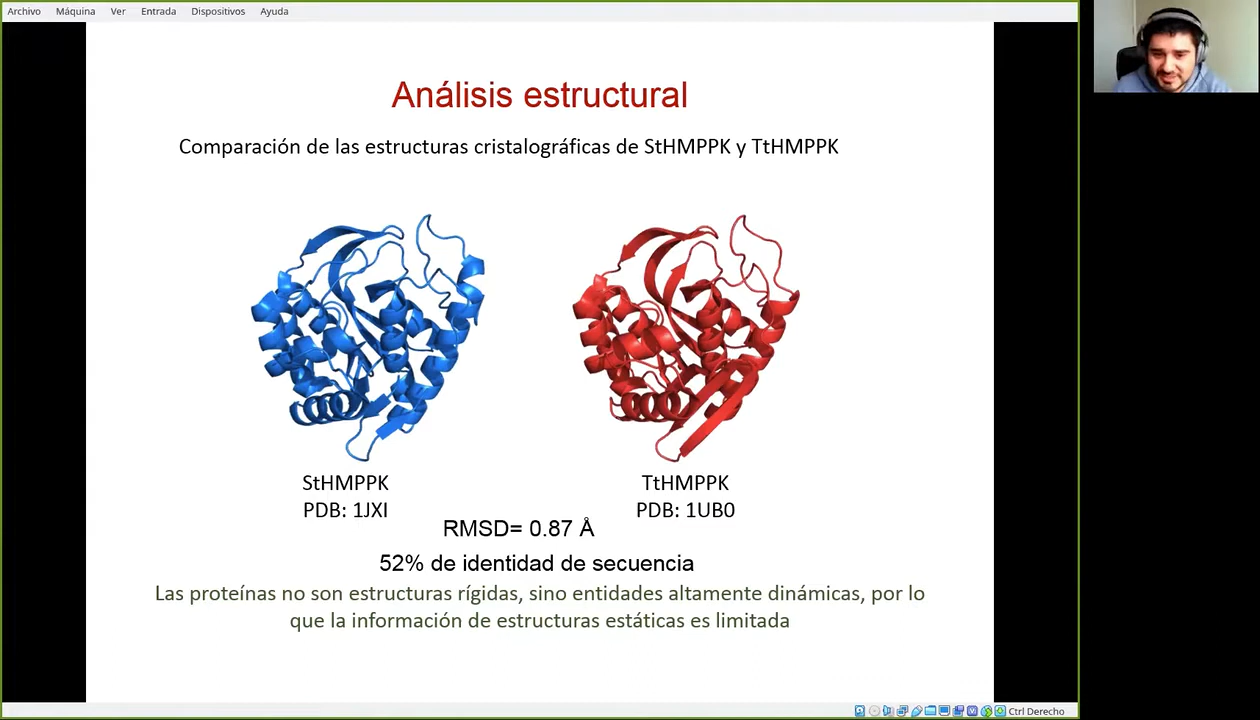 Archivo Máquina Ver Entrada Dispositivos Ayuda
Análisis estructural
Comparación de las estructuras cristalográficas de StHMPPK y TtHMPPK
StHMPPK
PDB: 1JXI
TtHMPPK
PDB: 1UB0
RMSD= 0.87 Å
52% de identidad de secuencia
Las proteínas no son estructuras rígidas, sino entidades altamente dinámicas, por lo
que la información de estructuras estáticas es limitada
Ctrl Derecho